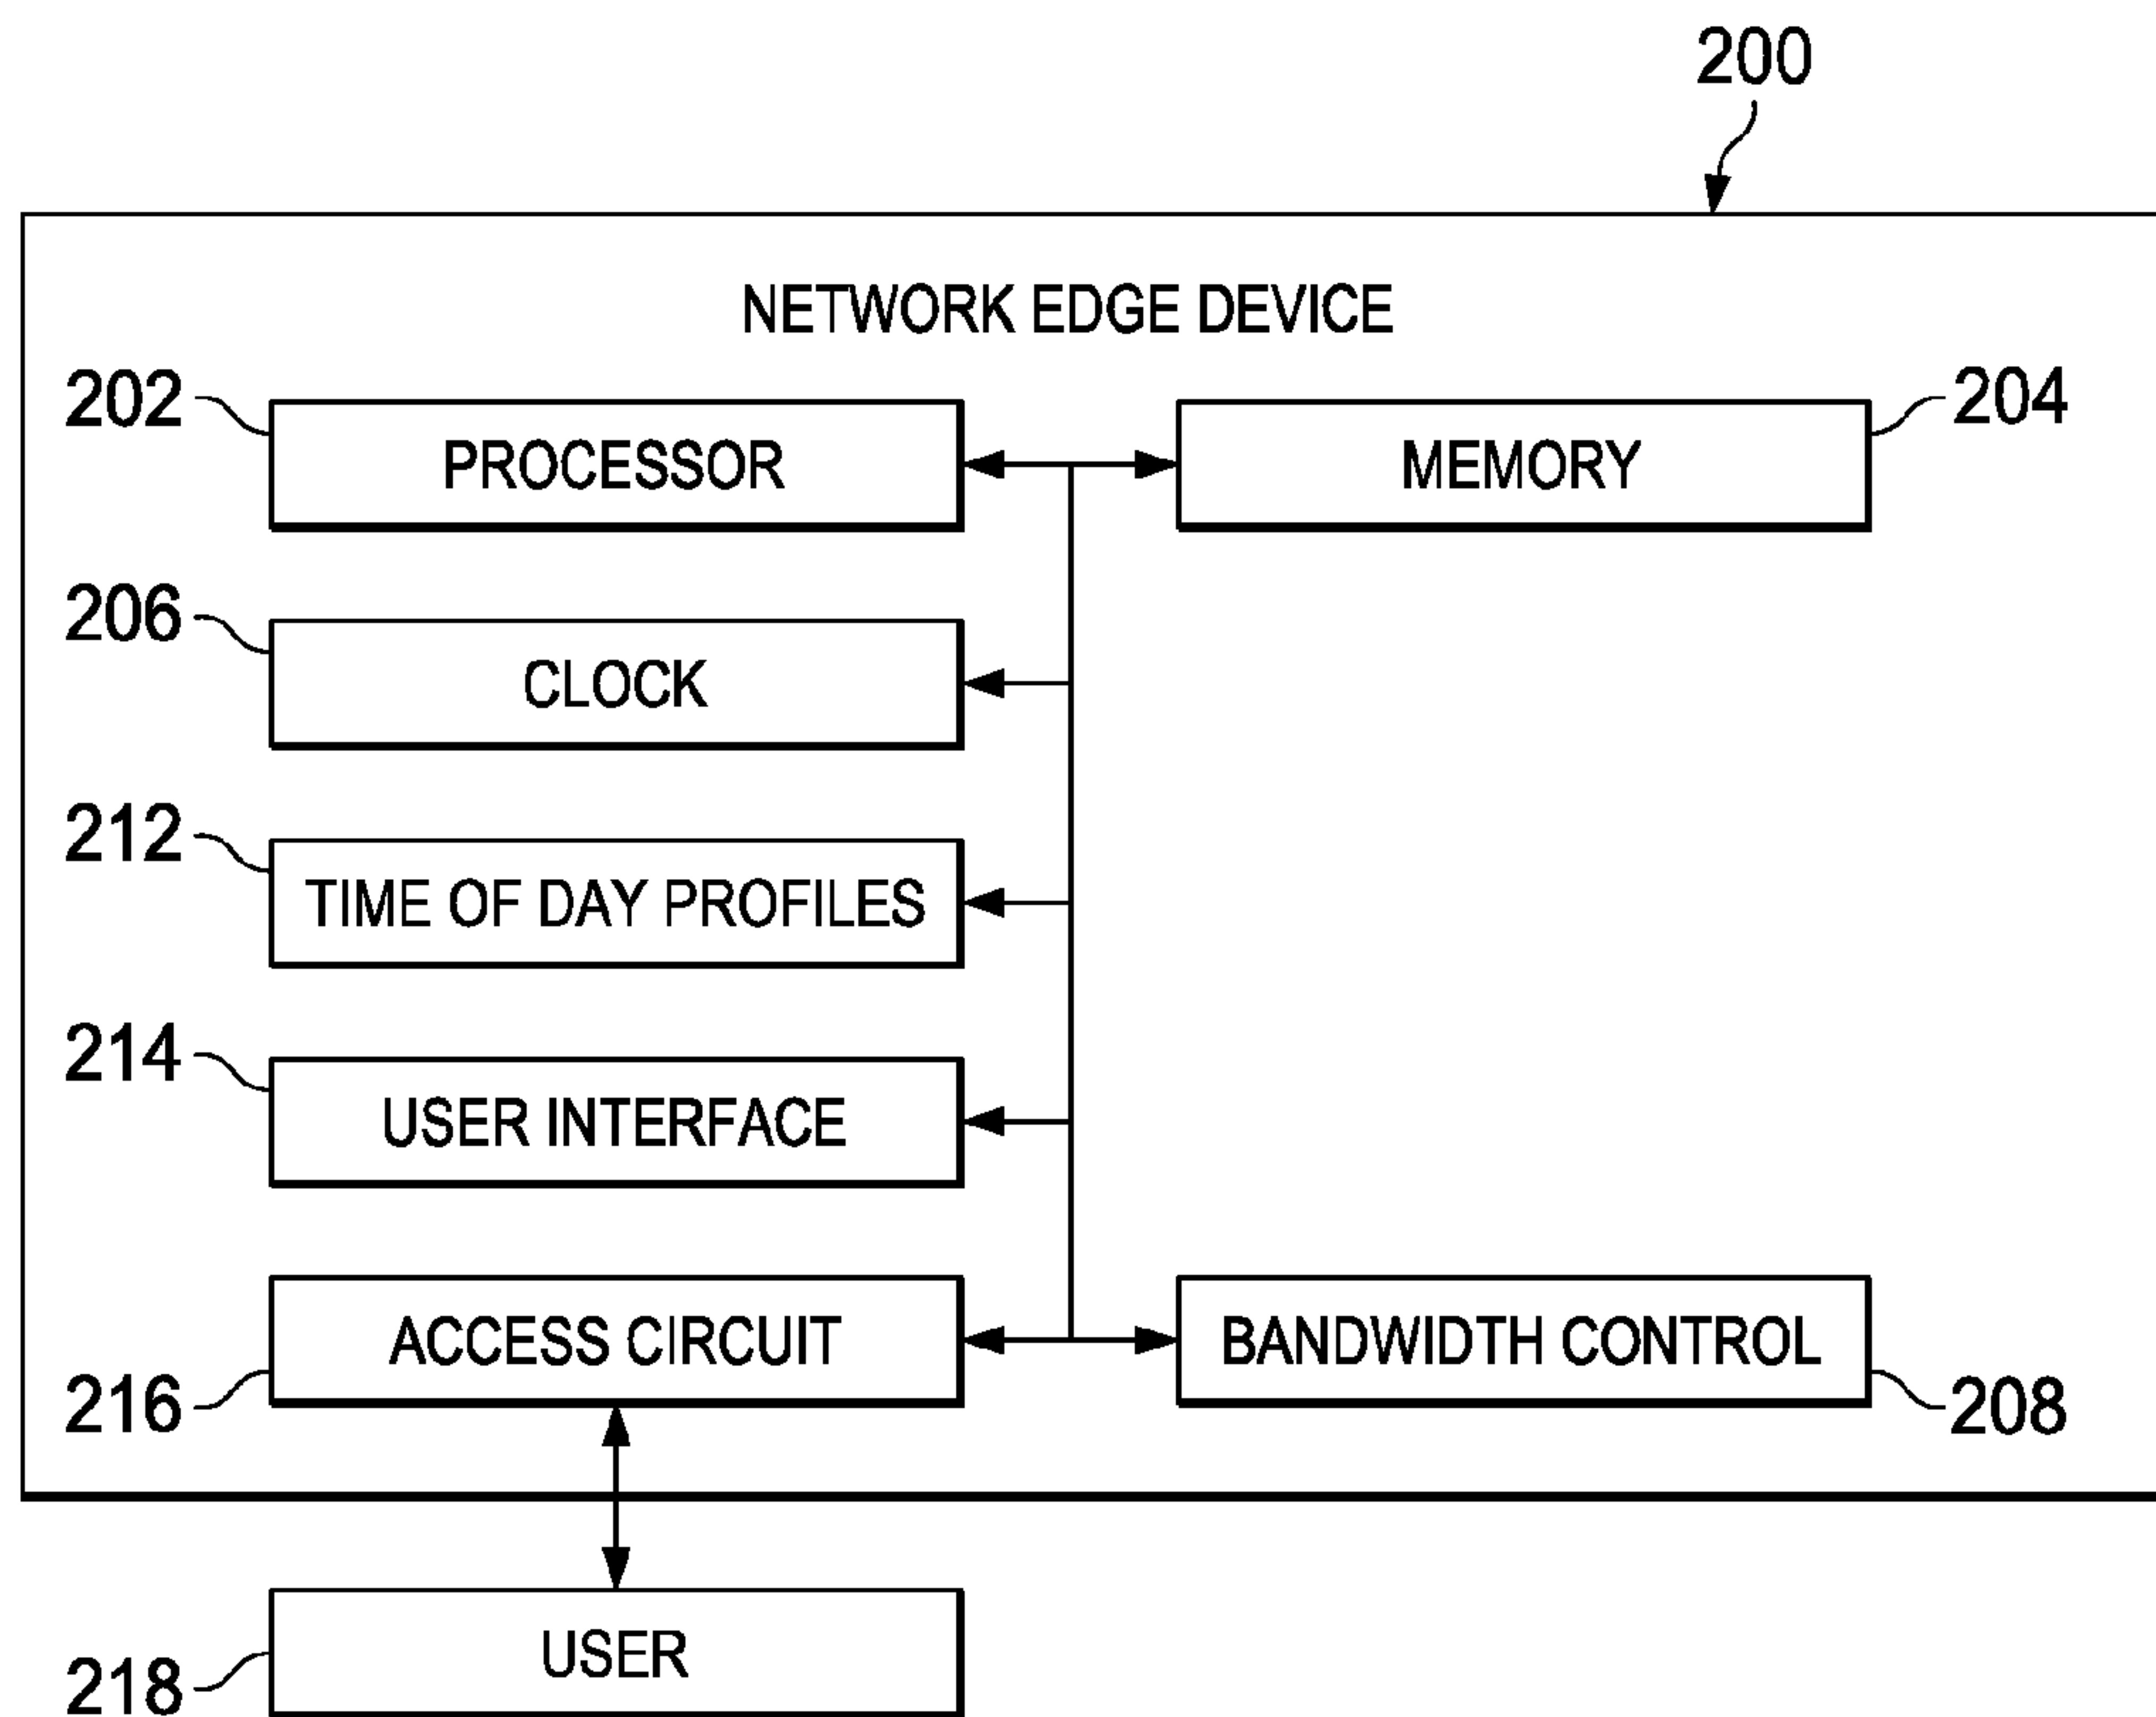 200
NETWORK EDGE DEVICE
202
PROCESSOR
MEMORY
204
206
CLOCK
212
TIME OF DAY PROFILES
214
USER INTERFACE
216
ACCESS CIRCUIT
BANDWIDTH CONTROL
208
218
USER